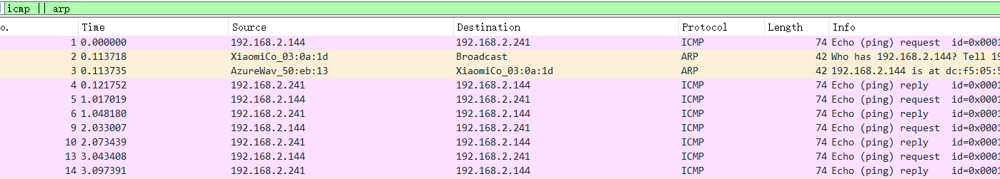 icmp || arp
o. Time Source Destination Protocol Length Info
1 0.000000 192.168.2.144 192.168.2.241 ICMP 74 Echo (ping) request id=0x0001
2 0.113718 XiaomiCo_03:0a:1d Broadcast ARP 42 Who has 192.168.2.144? Tell 19
3 0.113735 AzureWav_50:eb:13 XiaomiCo_03:0a:1d ARP 42 192.168.2.144 is at dc:f5:05:5
4 0.121752 192.168.2.241 192.168.2.144 ICMP 74 Echo (ping) reply id=0x0001
5 1.017019 192.168.2.144 192.168.2.241 ICMP 74 Echo (ping) request id=0x0001
6 1.048180 192.168.2.241 192.168.2.144 ICMP 74 Echo (ping) reply id=0x0001
9 2.033007 192.168.2.144 192.168.2.241 ICMP 74 Echo (ping) request id=0x0001
10 2.073439 192.168.2.241 192.168.2.144 ICMP 74 Echo (ping) reply id=0x0001
13 3.043408 192.168.2.144 192.168.2.241 ICMP 74 Echo (ping) request id=0x0001
14 3.097391 192.168.2.241 192.168.2.144 ICMP 74 Echo (ping) reply id=0x0001